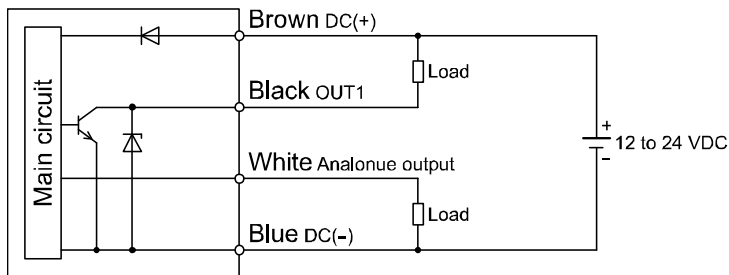 Brown DC(+)
Load
Black OUT1
Main circuit
White Analonue output
+
12 to 24 VDC
−
Load
Blue DC(−)